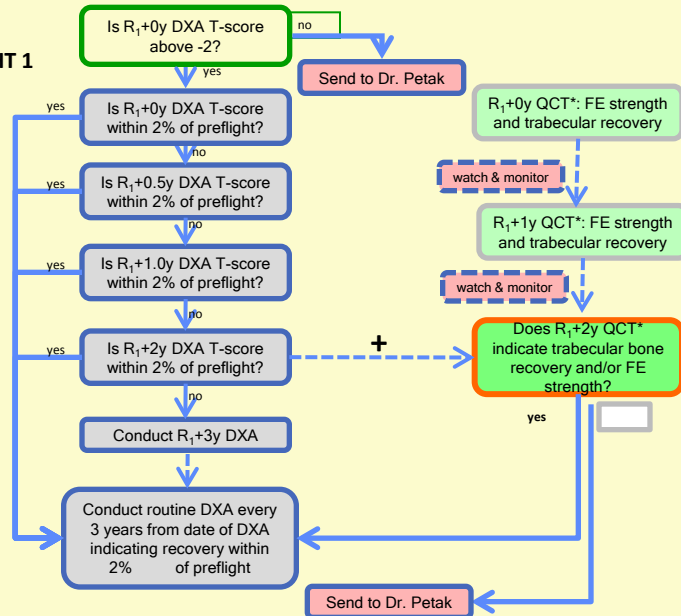 Is R₁+0y DXA T-score
above -2?
no
IT 1
yes
Send to Dr. Petak
yes
Is R₁+0y DXA T-score
within 2% of preflight?
no
R₁+0y QCT*: FE strength
and trabecular recovery
watch & monitor
yes
Is R₁+0.5y DXA T-score
within 2% of preflight?
no
R₁+1y QCT*: FE strength
and trabecular recovery
yes
Is R₁+1.0y DXA T-score
within 2% of preflight?
no
watch & monitor
yes
Is R₁+2y DXA T-score
within 2% of preflight?
no
+
Does R₁+2y QCT*
indicate trabecular bone
recovery and/or FE
strength?
yes
Conduct R₁+3y DXA
Conduct routine DXA every
3 years from date of DXA
indicating recovery within
2% of preflight
Send to Dr. Petak